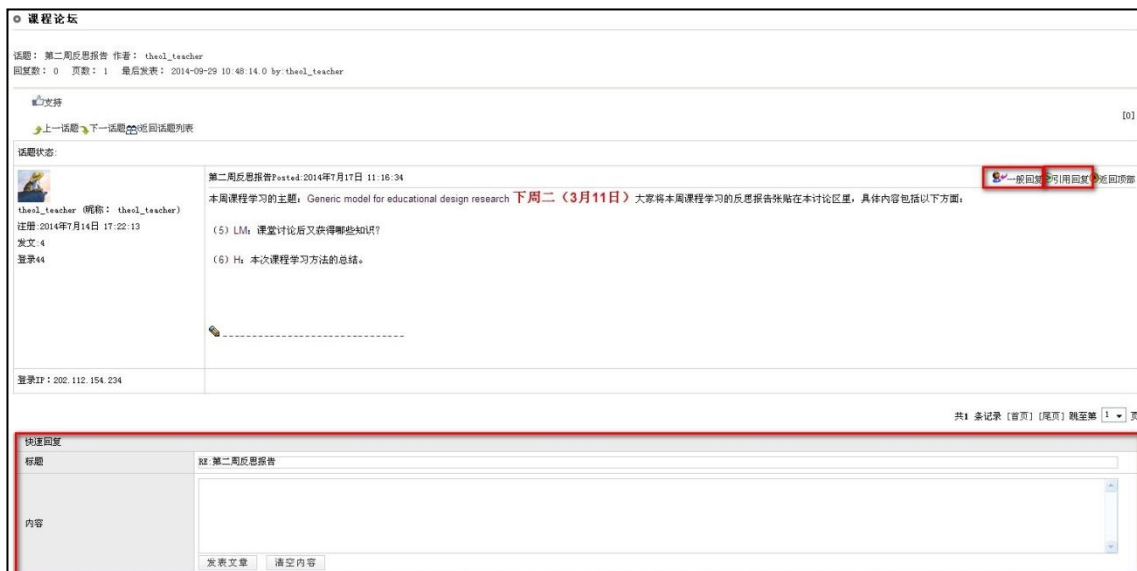 课程论坛
话题： 第二周反思报告 作者： theol_teacher
回复数： 0 页数： 1 最后发表： 2014-09-29 10:48:14.0 by:theol_teacher
支持
[0]
上一话题 下一话题 返回话题列表
话题状态:
第二周反思报告Posted:2014年7月17日 11:16:34
一般回复 引用回复 返回顶部
theol_teacher (昵称： theol_teacher)
注册:2014年7月14日 17:22:13
发文:4
登录44
本周课程学习的主题：Generic model for educational design research 下周二（3月11日）大家将本周课程学习的反思报告张贴在本讨论区里，具体内容包括以下方面：
（5）LM：课堂讨论后又获得哪些知识？
（6）H：本次课程学习方法的总结。
登录IP：202.112.154.234
共1 条记录 [首页] [尾页] 跳至第 1 页
快速回复
标题
RE:第二周反思报告
内容
发表文章 清空内容